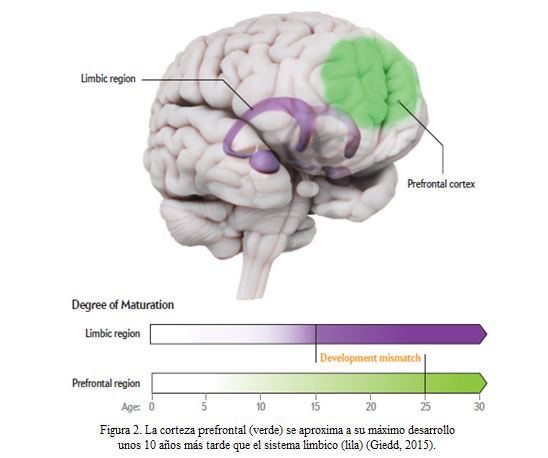 Limbic region
Prefrontal cortex
Degree of Maturation
Limbic region
Development mismatch
Prefrontal region
Age: 0 5 10 15 20 25 30
Figura 2. La corteza prefrontal (verde) se aproxima a su máximo desarrollo
unos 10 años más tarde que el sistema límbico (lila) (Giedd, 2015).